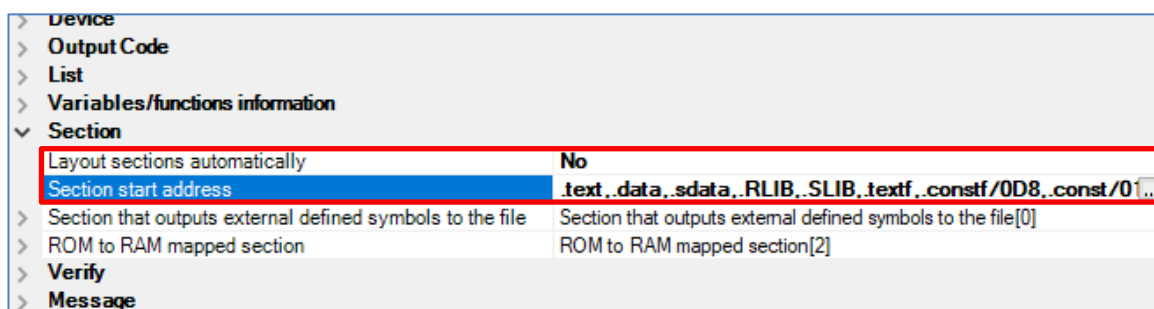 Device
Output Code
List
Variables/functions information
Section
Layout sections automatically No
Section start address .text,.data,.sdata,.RLIB,.SLIB,.textf,.constf/0D8,.const/01...
Section that outputs external defined symbols to the file Section that outputs external defined symbols to the file[0]
ROM to RAM mapped section ROM to RAM mapped section[2]
Verify
Message